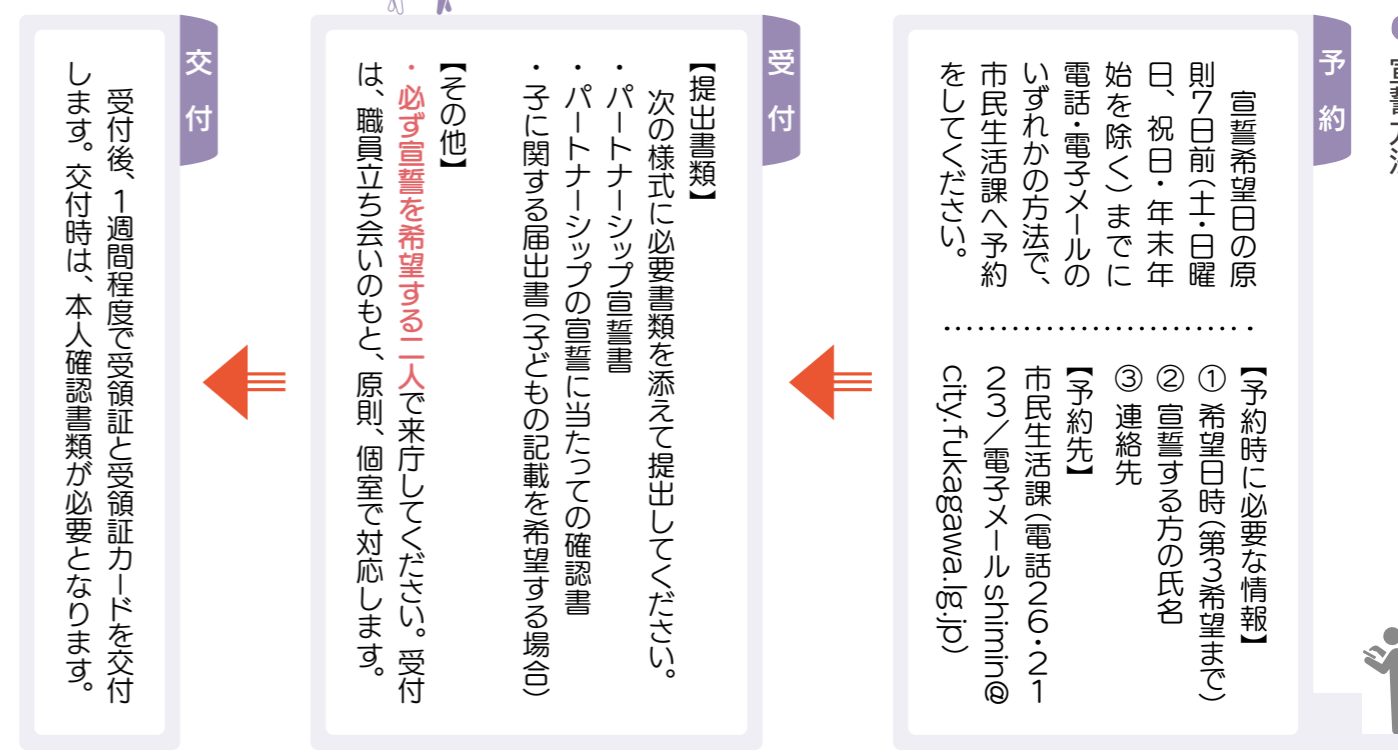 予約
宣誓希望日の原
則7日前(土・日曜
日、祝日・年末年
始を除く)までに
電話・電子メールの
いずれかの方法で、
市民生活課へ予約
をしてください。
【予約時に必要な情報】
① 希望日時(第3希望まで)
② 宣誓する方の氏名
③ 連絡先
【予約先】
市民生活課(電話26・21
23/電子メールshimin@
city.fukagawa.lg.jp)
受付
【提出書類】
次の様式に必要書類を添えて提出してください。
・パートナーシップ宣誓書
・パートナーシップの宣誓に当たっての確認書
・子に関する届出書(子どもの記載を希望する場合)
【その他】
・必ず宣誓を希望する二人で来庁してください。受付
は、職員立ち会いのもと、原則、個室で対応します。
交付
受付後、1週間程度で受領証と受領証カードを交付
します。交付時は、本人確認書類が必要となります。